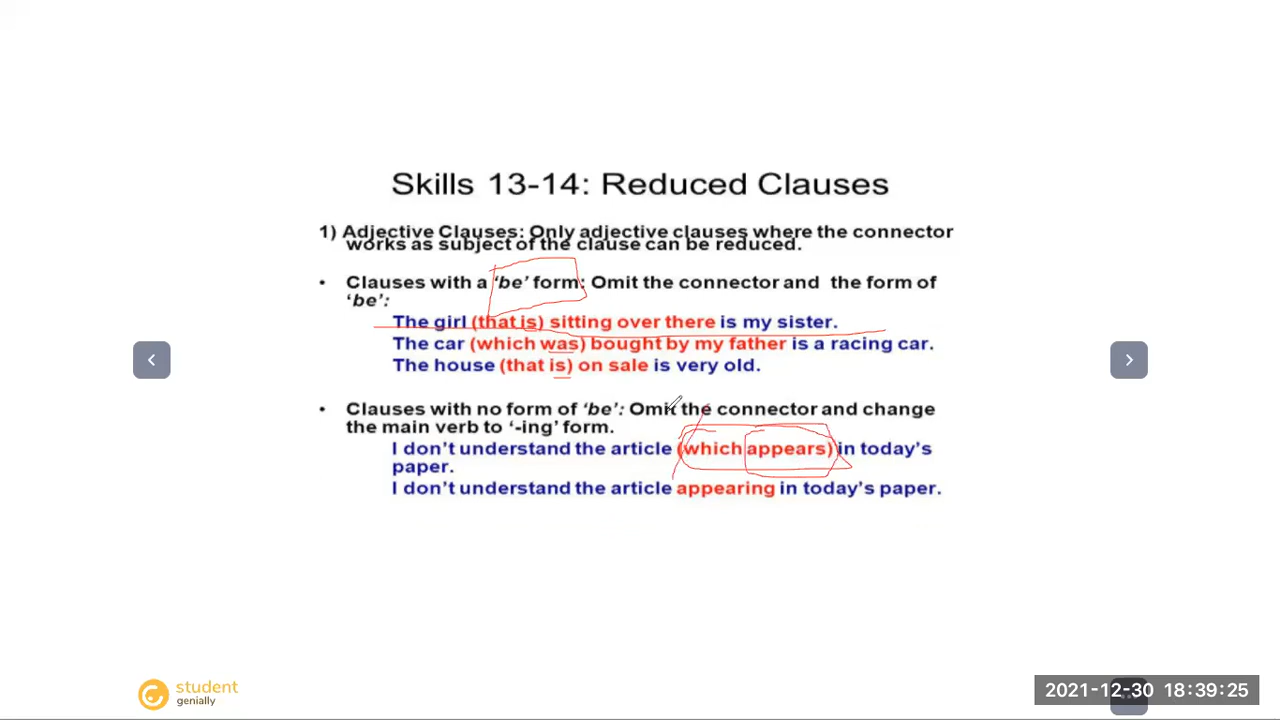 Skills 13-14: Reduced Clauses
1) Adjective Clauses: Only adjective clauses where the connector
works as subject of the clause can be reduced.
• Clauses with a ‘be’ form: Omit the connector and the form of
‘be’:
The girl (that is) sitting over there is my sister.
The car (which was) bought by my father is a racing car.
The house (that is) on sale is very old.
• Clauses with no form of ‘be’: Omit the connector and change
the main verb to ‘-ing’ form.
I don’t understand the article (which appears) in today’s
paper.
I don’t understand the article appearing in today’s paper.
student
genially
2021-12-30 18:39:25